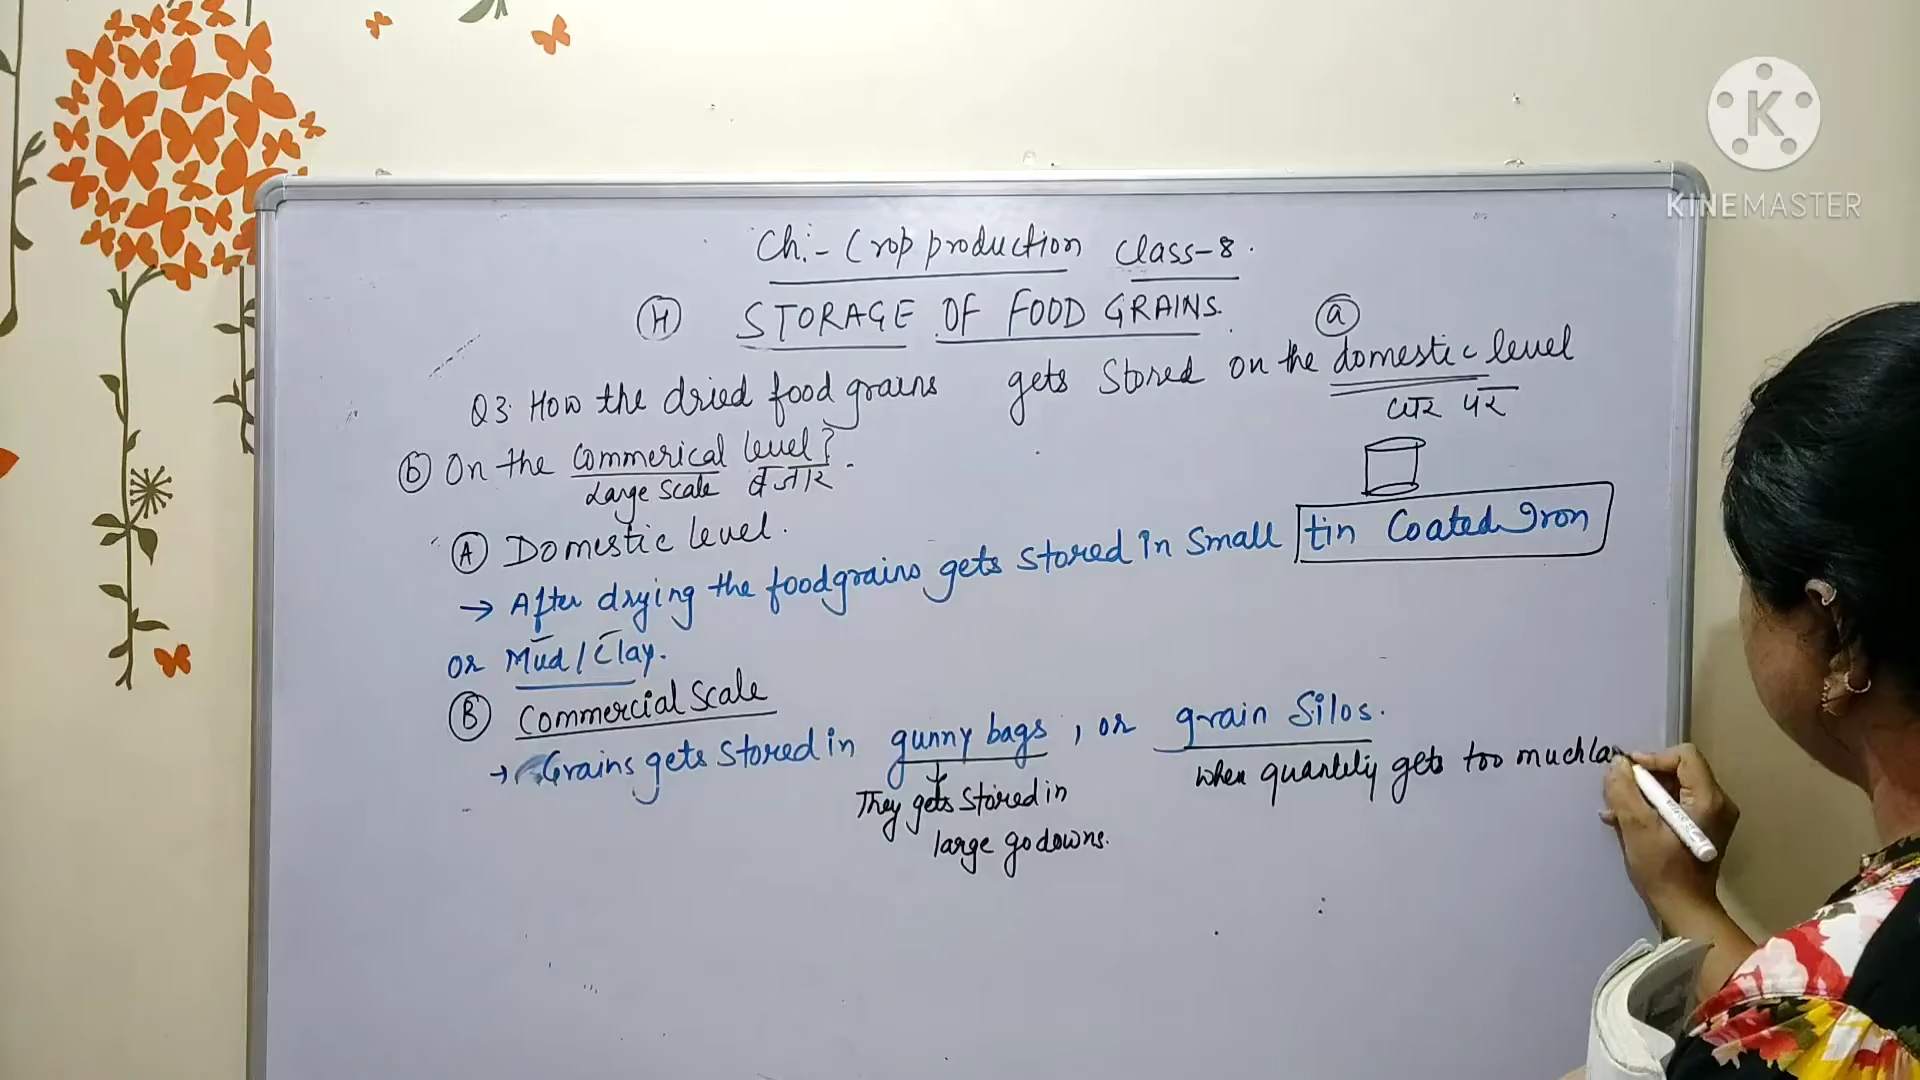 K
KINEMASTER
Ch:- Crop production Class-8.
(H) STORAGE OF FOOD GRAINS.
(a)
Q3. How the dried food grains gets stored on the domestic level
घर पर
(b) On the Commerical level?
Large scale बजार
(A) Domestic level.
→ After drying the foodgrains gets stored in small tin Coated Iron
or Mud/Clay.
(B) Commercial Scale
→ Grains gets stored in gunny bags, or grain Silos.
They gets stored in
large godowns.
When quantity gets too much la